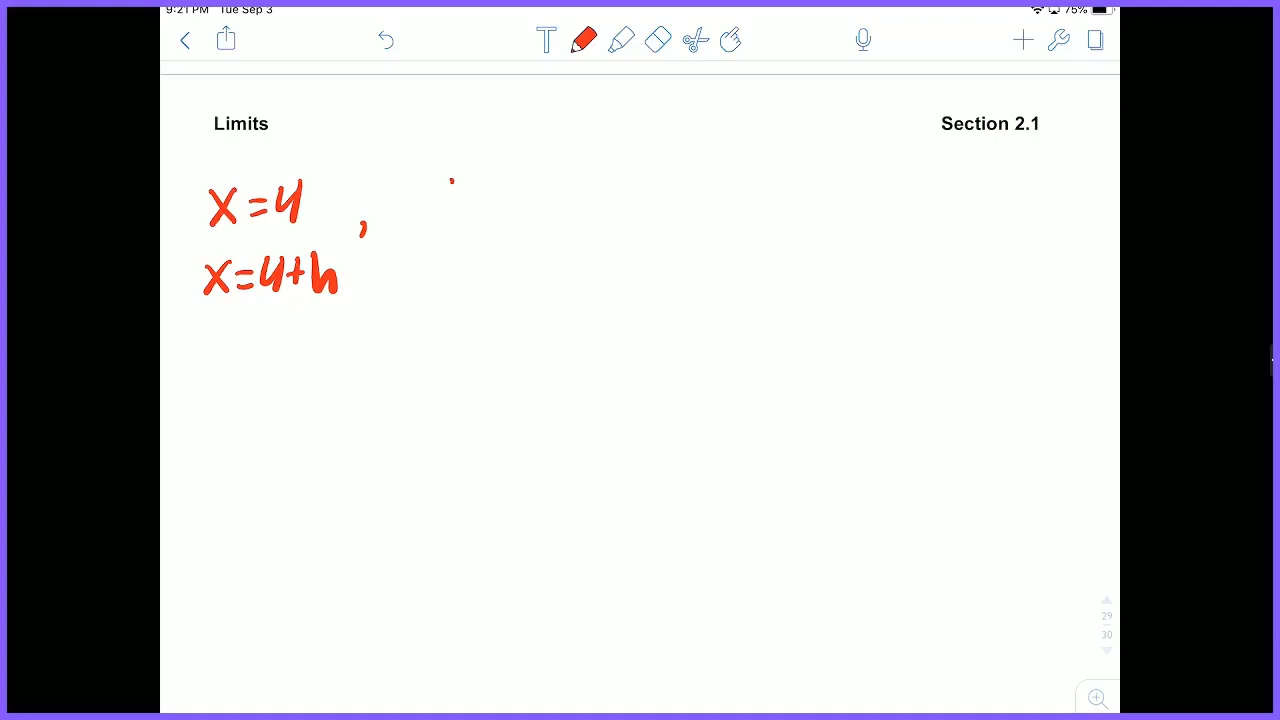 9:21 PM Tue Sep 3 75%
T
Limits Section 2.1
x=4 ,
x=4+h
29
30